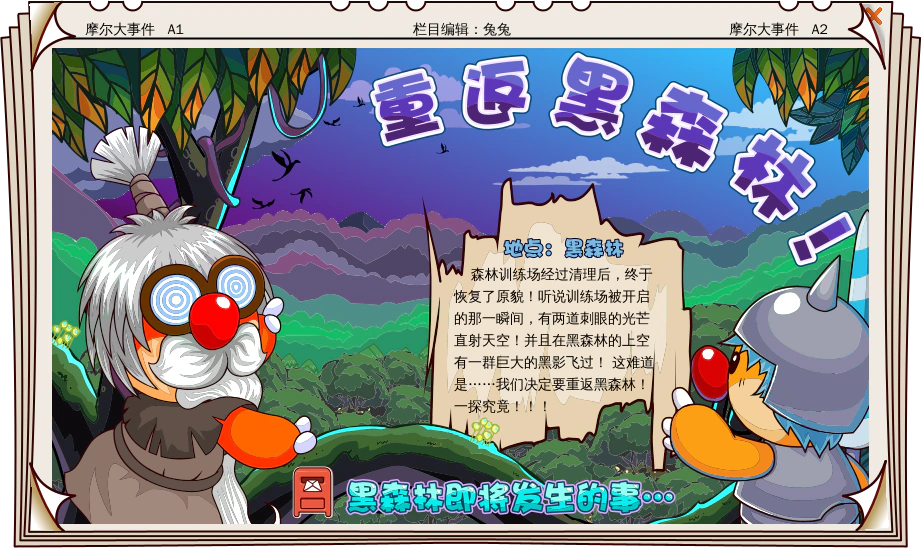 摩尔大事件 A1
栏目编辑：兔兔
摩尔大事件 A2
重返黑森林！
地点：黑森林
森林训练场经过清理后，终于
恢复了原貌！听说训练场被开启
的那一瞬间，有两道刺眼的光芒
直射天空！并且在黑森林的上空
有一群巨大的黑影飞过！ 这难道
是……我们决定要重返黑森林！
一探究竟！！！
黑森林即将发生的事…